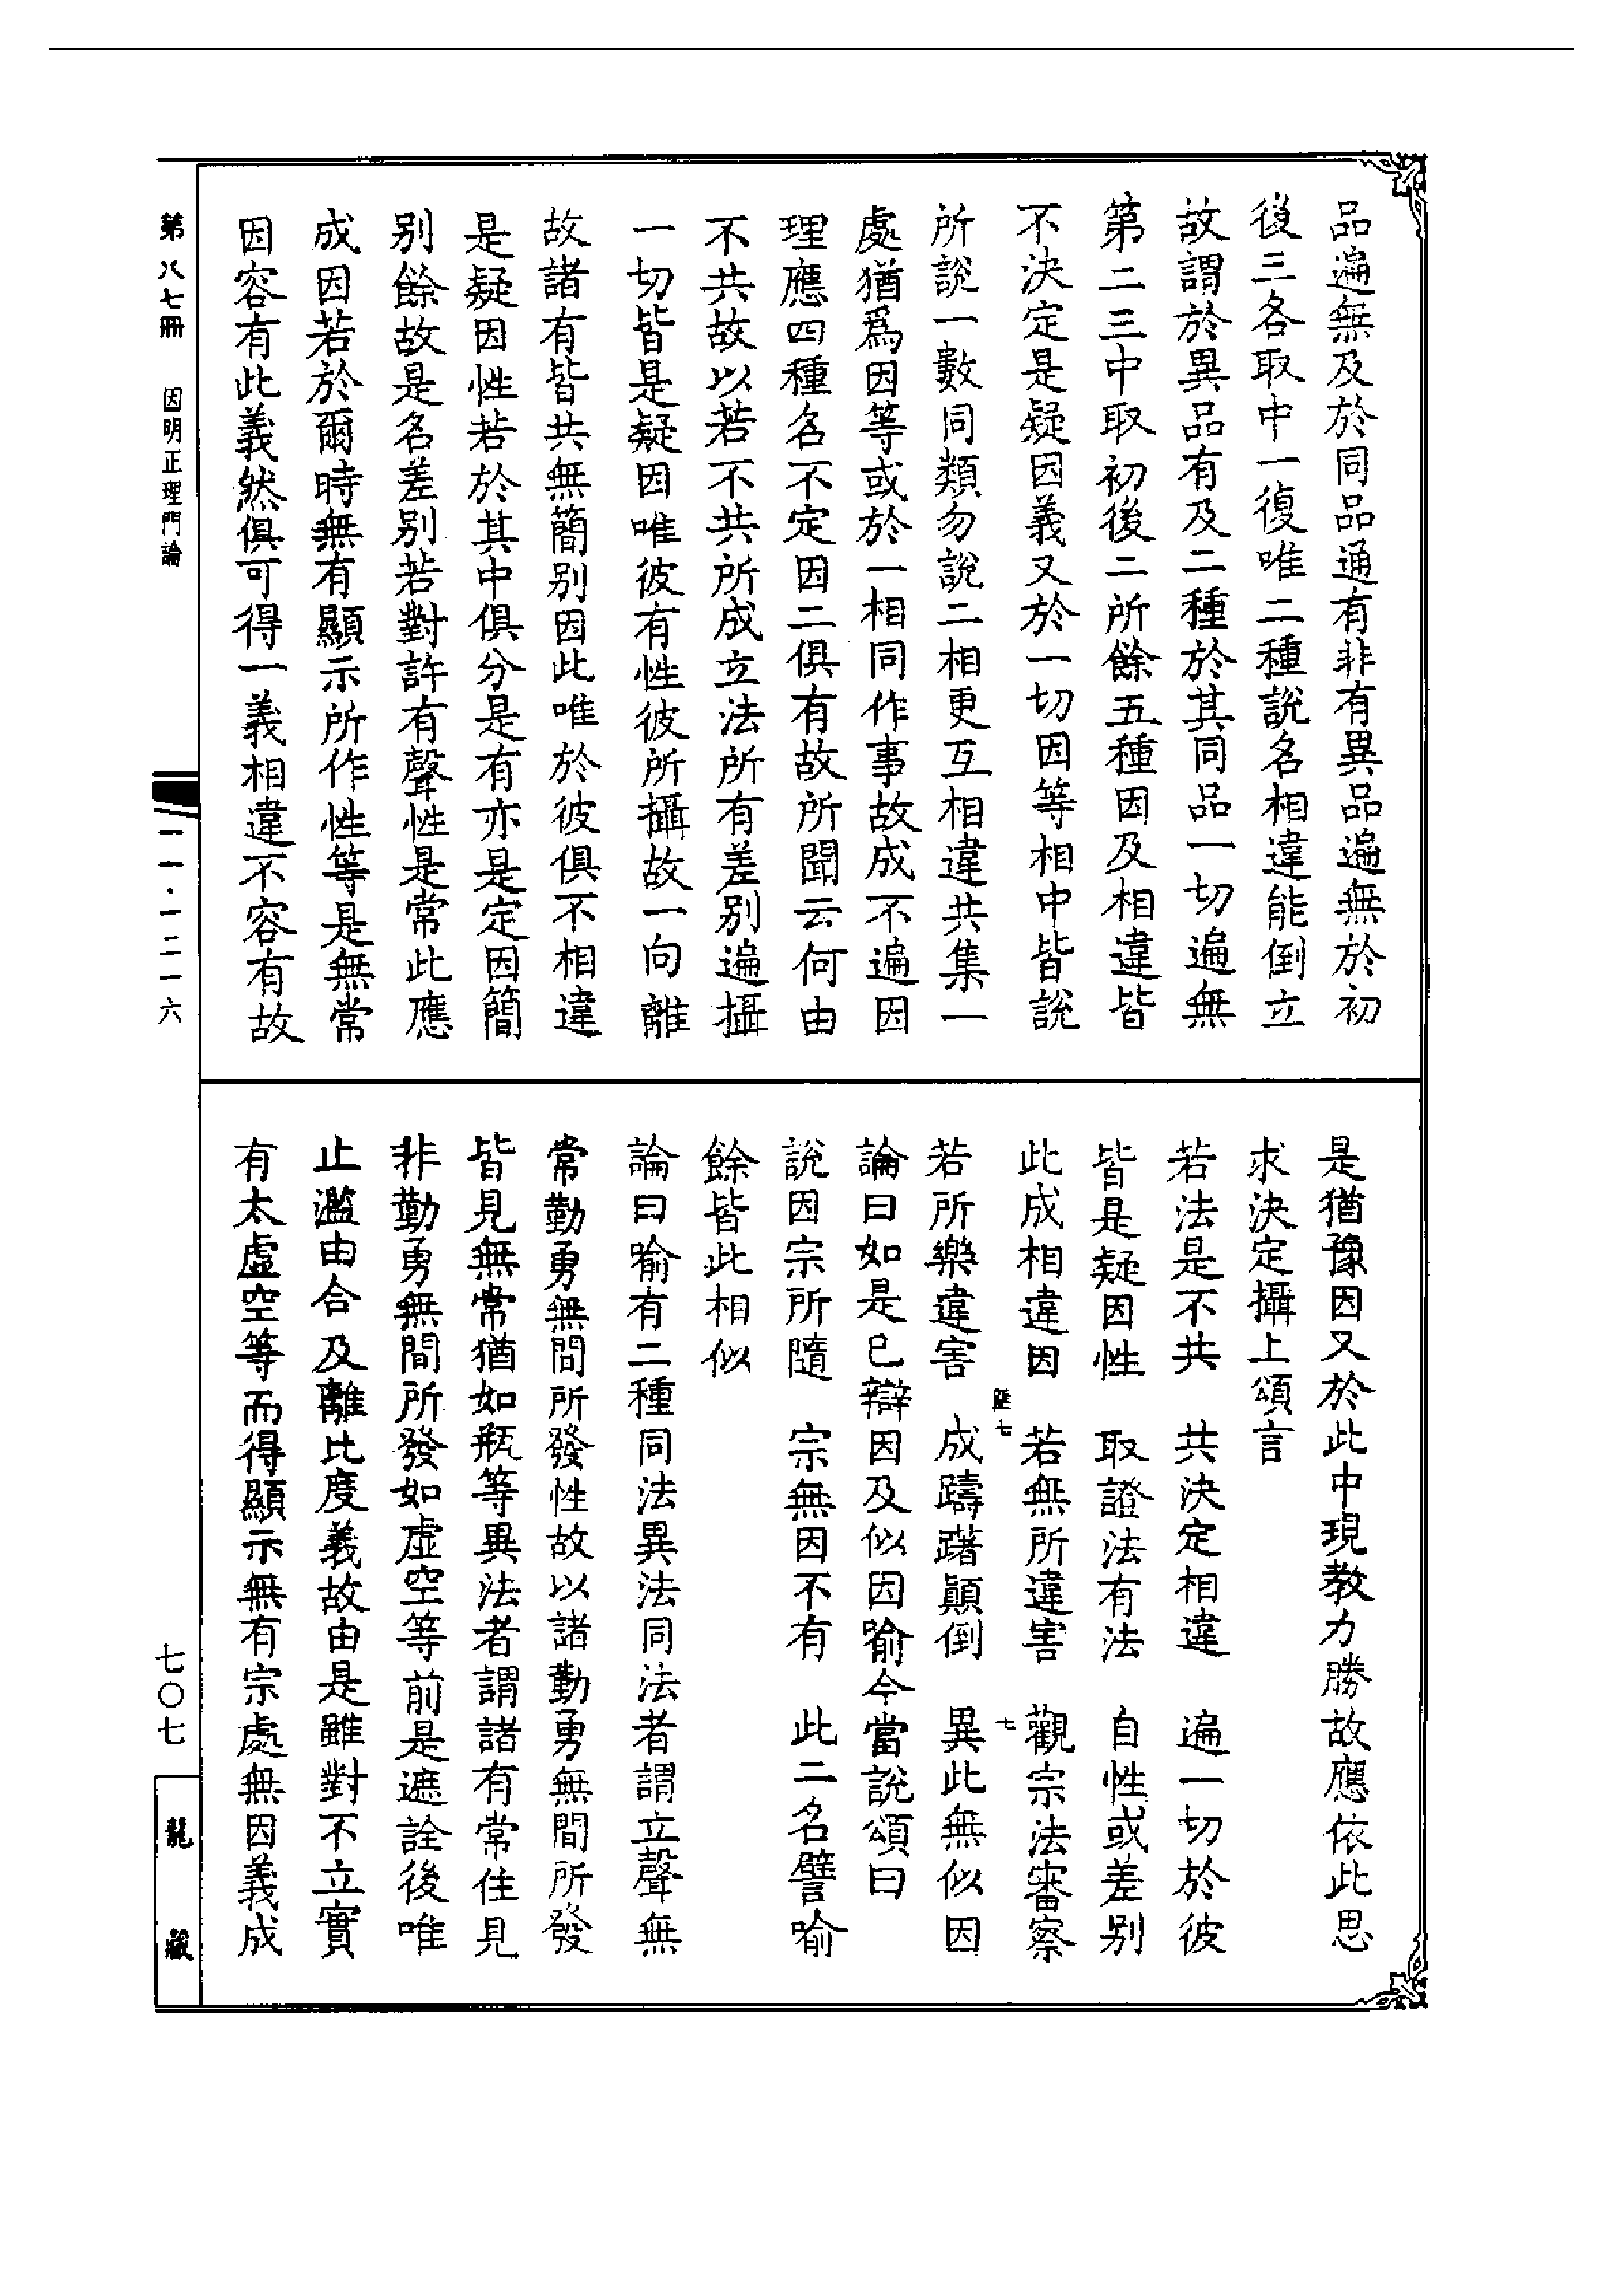 品遍無及於同品通有非有異品遍無於初
後三各取中一復唯二種說名相違能倒立
故謂於異品有及二種於其同品一切遍無
第二三中取初後二所餘五種因及相違皆
不決定是疑因義又於一切因等相中皆說
所說一數同類勿說二相更互相違共集一
處猶爲因等或於一相同作事故成不遍因
理應四種名不定因二俱有故所聞云何由
不共故以若不共所成立法所有差別遍攝
一切皆是疑因唯彼有性彼所攝故一向離
故諸有皆共無簡別因此唯於彼俱不相違
是疑因性若於其中俱分是有亦是定因簡
別餘故是名差別若對許有聲性是常此應
成因若於爾時無有顯示所作性等是無常
因容有此義然俱可得一義相違不容有故
是猶豫因又於此中現教力勝故應依此思
求決定攝上頌言
若法是不共　共決定相違　遍一切於彼
皆是疑因性　取證法有法　自性或差別
此成相違因　若無所違害　觀宗法審察
匯七　七
若所樂違害　成躊躇顛倒　異此無似因
論曰如是已辯因及似因喻今當說頌曰
說因宗所隨　宗無因不有　此二名譬喻
餘皆此相似
論曰喻有二種同法異法同法者謂立聲無
常勤勇無間所發性故以諸勤勇無間所發
皆見無常猶如瓶等異法者謂諸有常住見
非勤勇無間所發如虛空等前是遮詮後唯
止濫由合及離比度義故由是雖對不立實
有太虛空等而得顯示無有宗處無因義成
第八七冊　因明正理門論
一一·一二一六
七〇七
龍藏